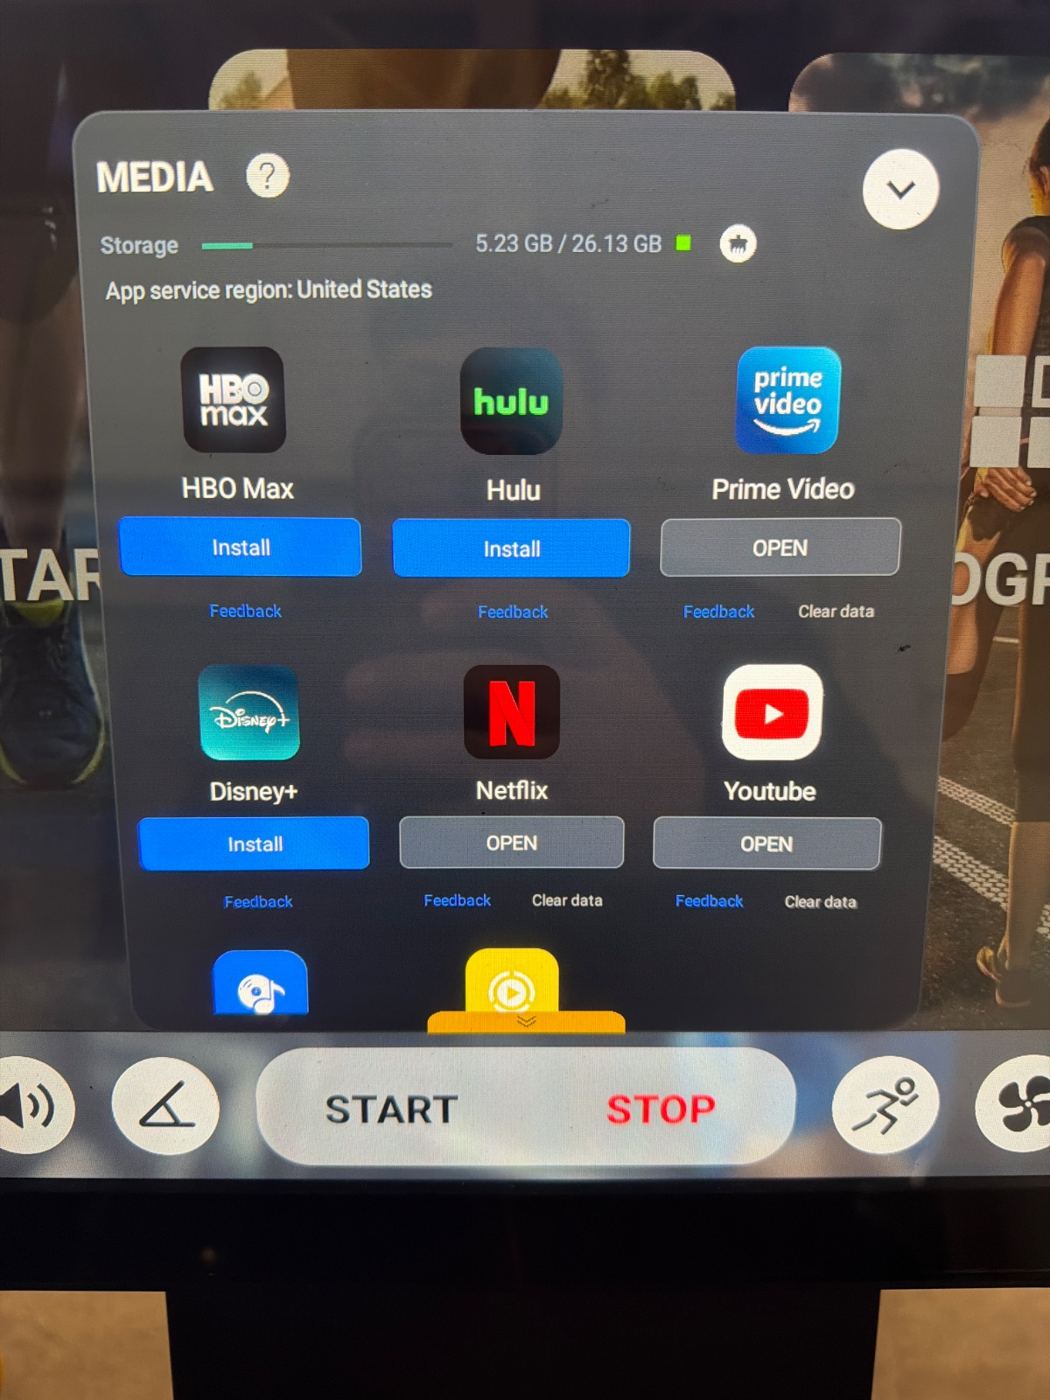 MEDIA ?
Storage 5.23 GB / 26.13 GB
App service region: United States
HBO max
hulu
prime video
HBO Max
Hulu
Prime Video
Install
Install
OPEN
Feedback
Feedback
Feedback Clear data
Disney+
N
Disney+
Netflix
Youtube
Install
OPEN
OPEN
Feedback
Feedback Clear data
Feedback Clear data
START STOP